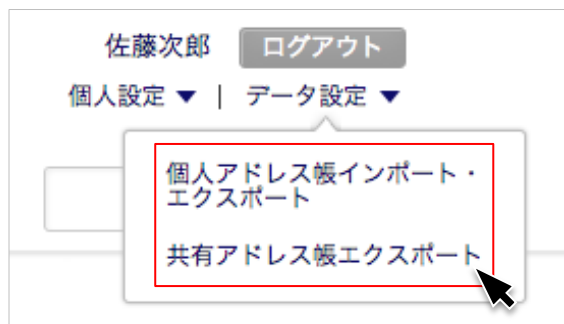 佐藤次郎 ログアウト
個人設定 ▼ | データ設定 ▼
個人アドレス帳インポート・
エクスポート
共有アドレス帳エクスポート